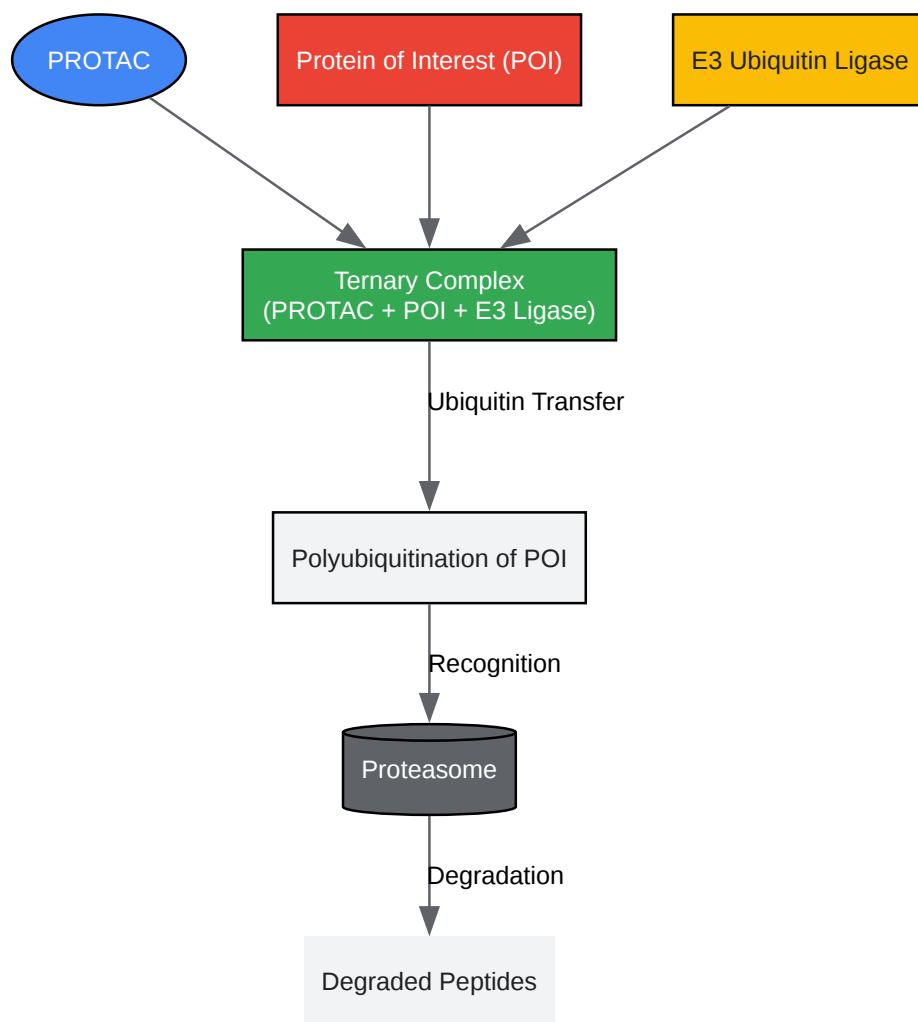 PROTAC
Protein of Interest (POI)
E3 Ubiquitin Ligase
Ternary Complex
(PROTAC + POI + E3 Ligase)
Ubiquitin Transfer
Polyubiquitination of POI
Recognition
Proteasome
Degradation
Degraded Peptides